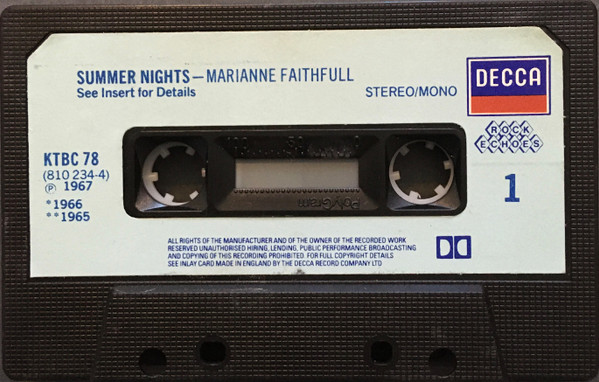 SUMMER NIGHTS — MARIANNE FAITHFULL
See Insert for Details
STEREO/MONO
DECCA
ROCK
ECHOES
KTBC 78
(810 234-4)
Ⓟ 1967
*1966
**1965
1
PolyGram
ALL RIGHTS OF THE MANUFACTURER AND OF THE OWNER OF THE RECORDED WORK
RESERVED UNAUTHORISED HIRING, LENDING, PUBLIC PERFORMANCE BROADCASTING
AND COPYING OF THIS RECORDING PROHIBITED. FOR FULL COPYRIGHT DETAILS
SEE INLAY CARD MADE IN ENGLAND BY THE DECCA RECORD COMPANY LTD